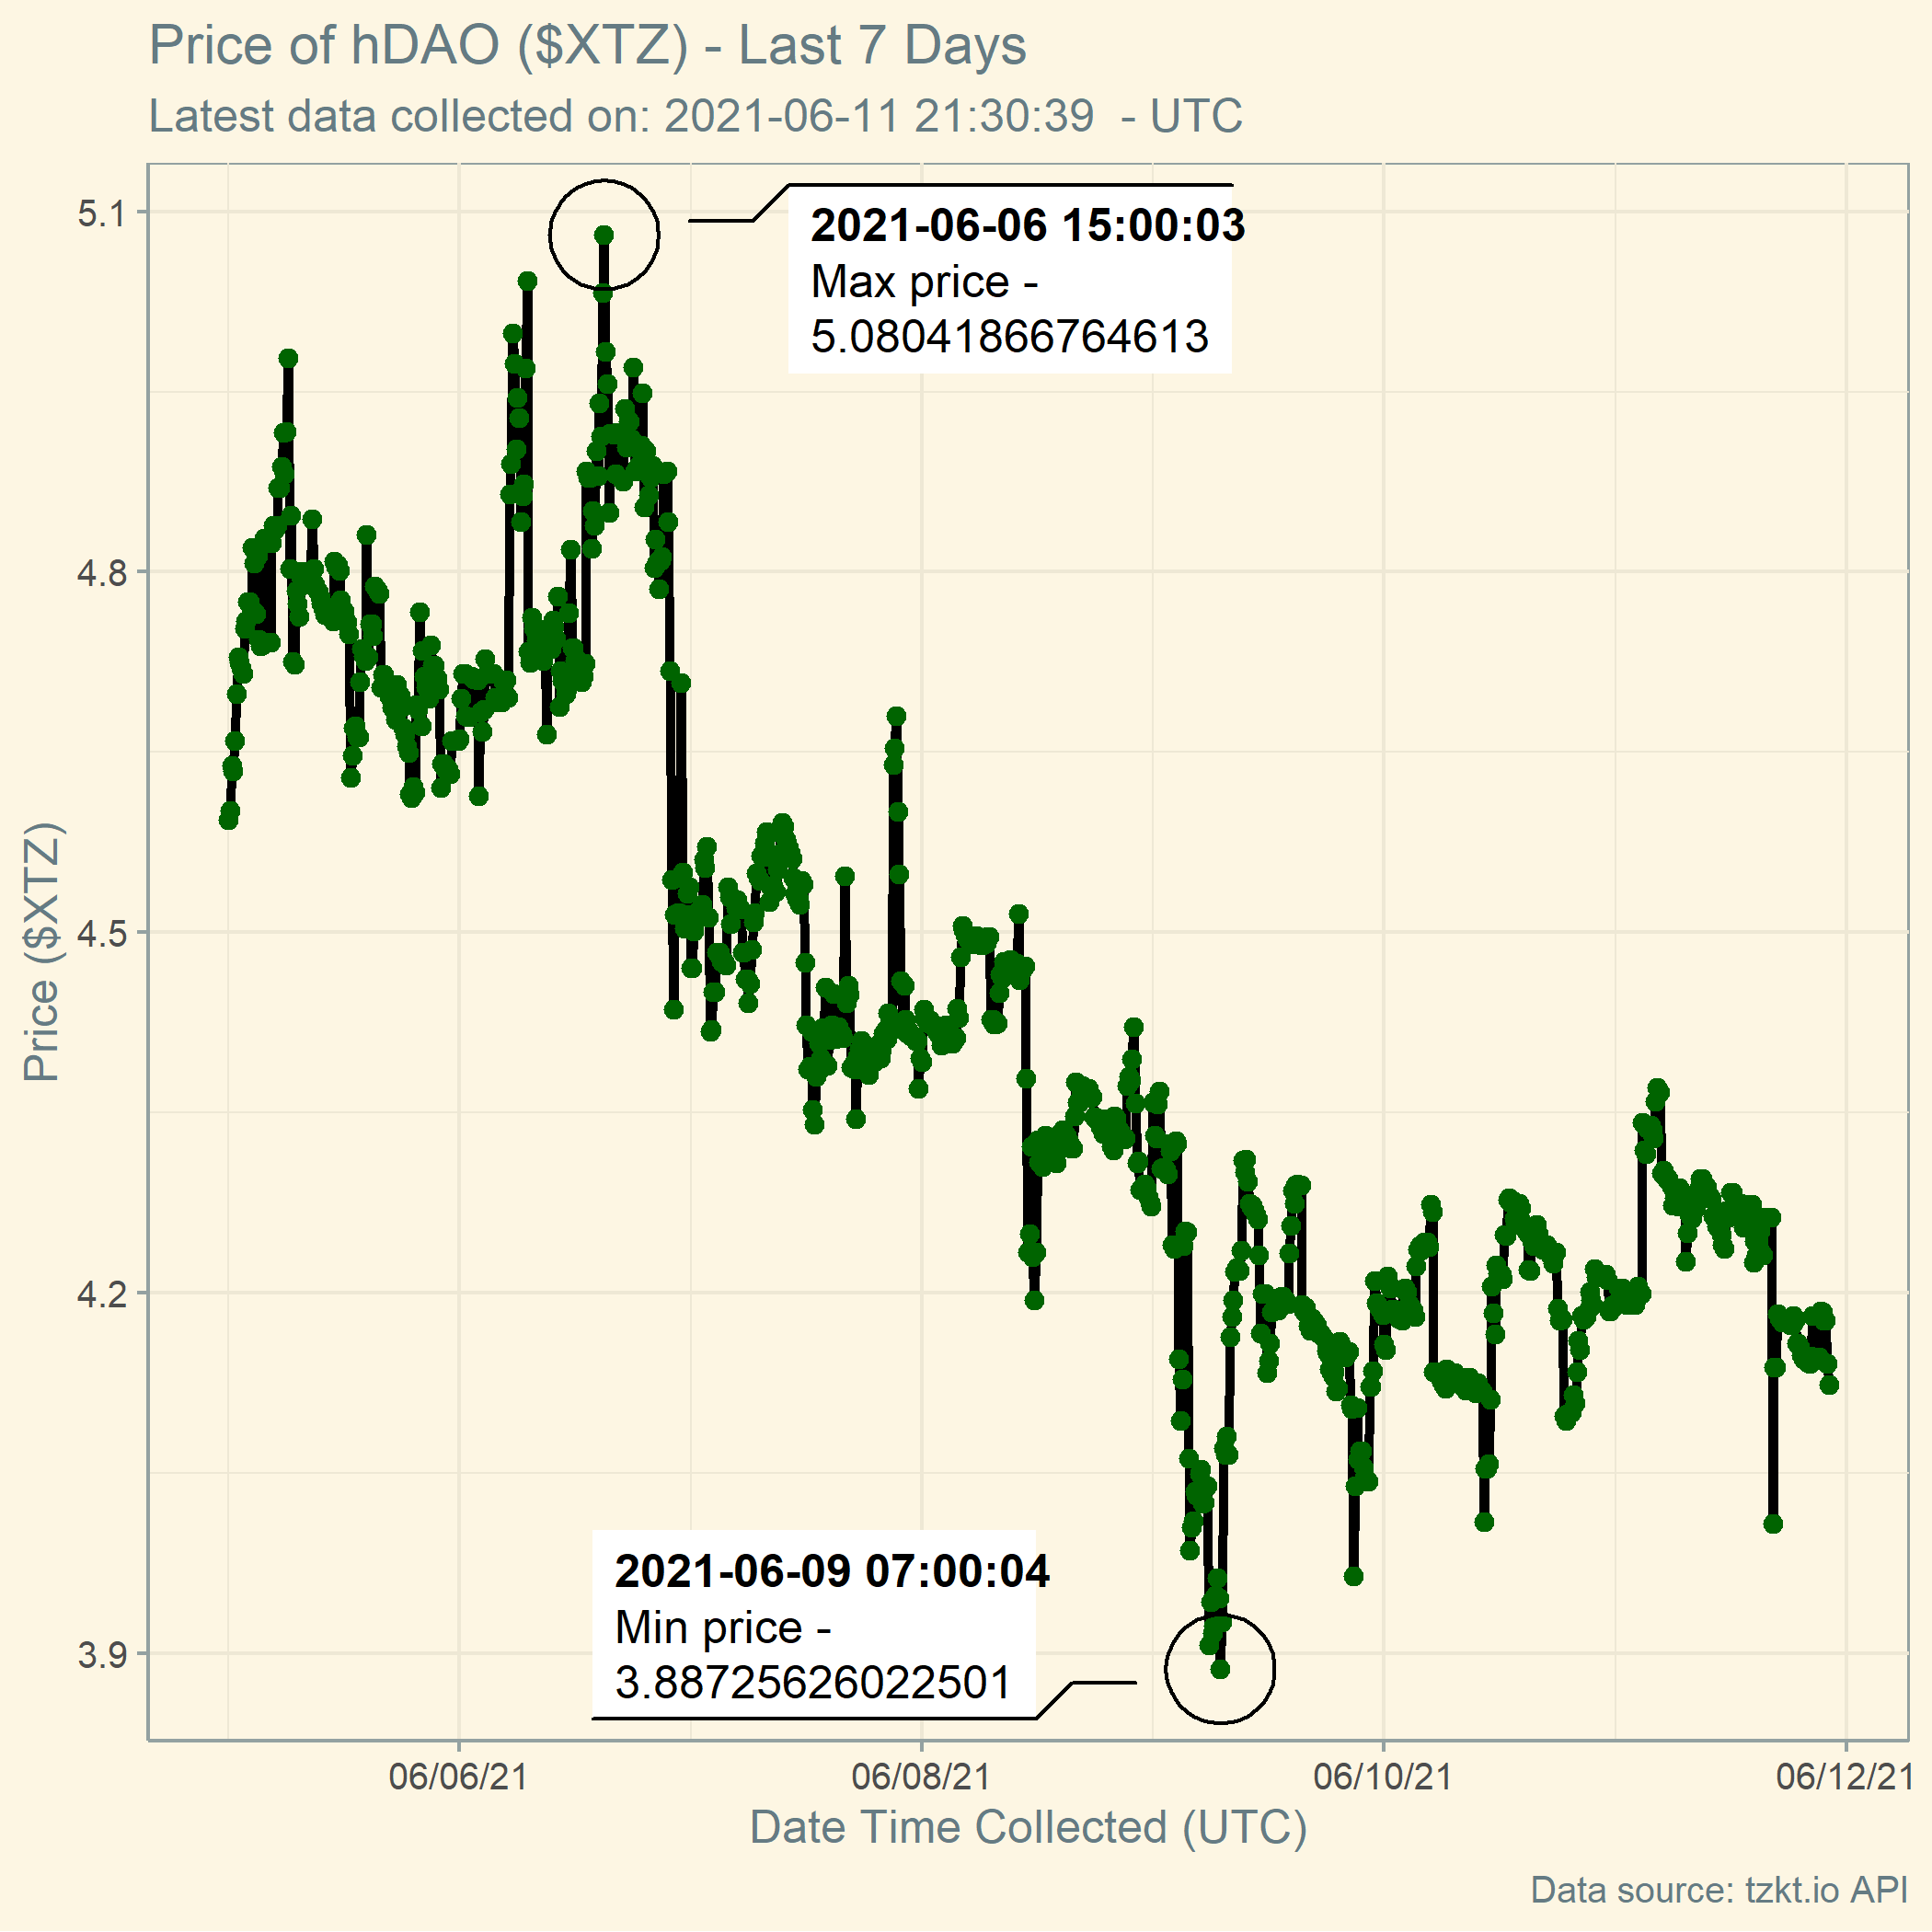 Price of hDAO ($XTZ) - Last 7 Days
Latest data collected on: 2021-06-11 21:30:39  - UTC
5.1
4.8
4.5
4.2
3.9
Price ($XTZ)
2021-06-06 15:00:03
Max price -
5.08041866764613
2021-06-09 07:00:04
Min price -
3.88725626022501
06/06/21
06/08/21
06/10/21
06/12/21
Date Time Collected (UTC)
Data source: tzkt.io API